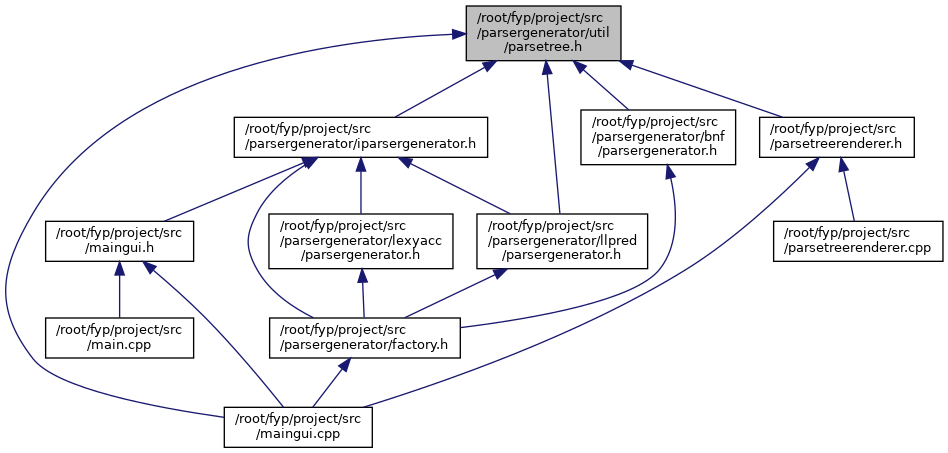 /root/fyp/project/src
/parsergenerator/util
/parsetree.h
/root/fyp/project/src
/parsergenerator/iparsergenerator.h
/root/fyp/project/src
/parsergenerator/bnf
/parsergenerator.h
/root/fyp/project/src
/parsetreerenderer.h
/root/fyp/project/src
/maingui.h
/root/fyp/project/src
/parsergenerator/lexyacc
/parsergenerator.h
/root/fyp/project/src
/parsergenerator/llpred
/parsergenerator.h
/root/fyp/project/src
/parsetreerenderer.cpp
/root/fyp/project/src
/main.cpp
/root/fyp/project/src
/parsergenerator/factory.h
/root/fyp/project/src
/maingui.cpp